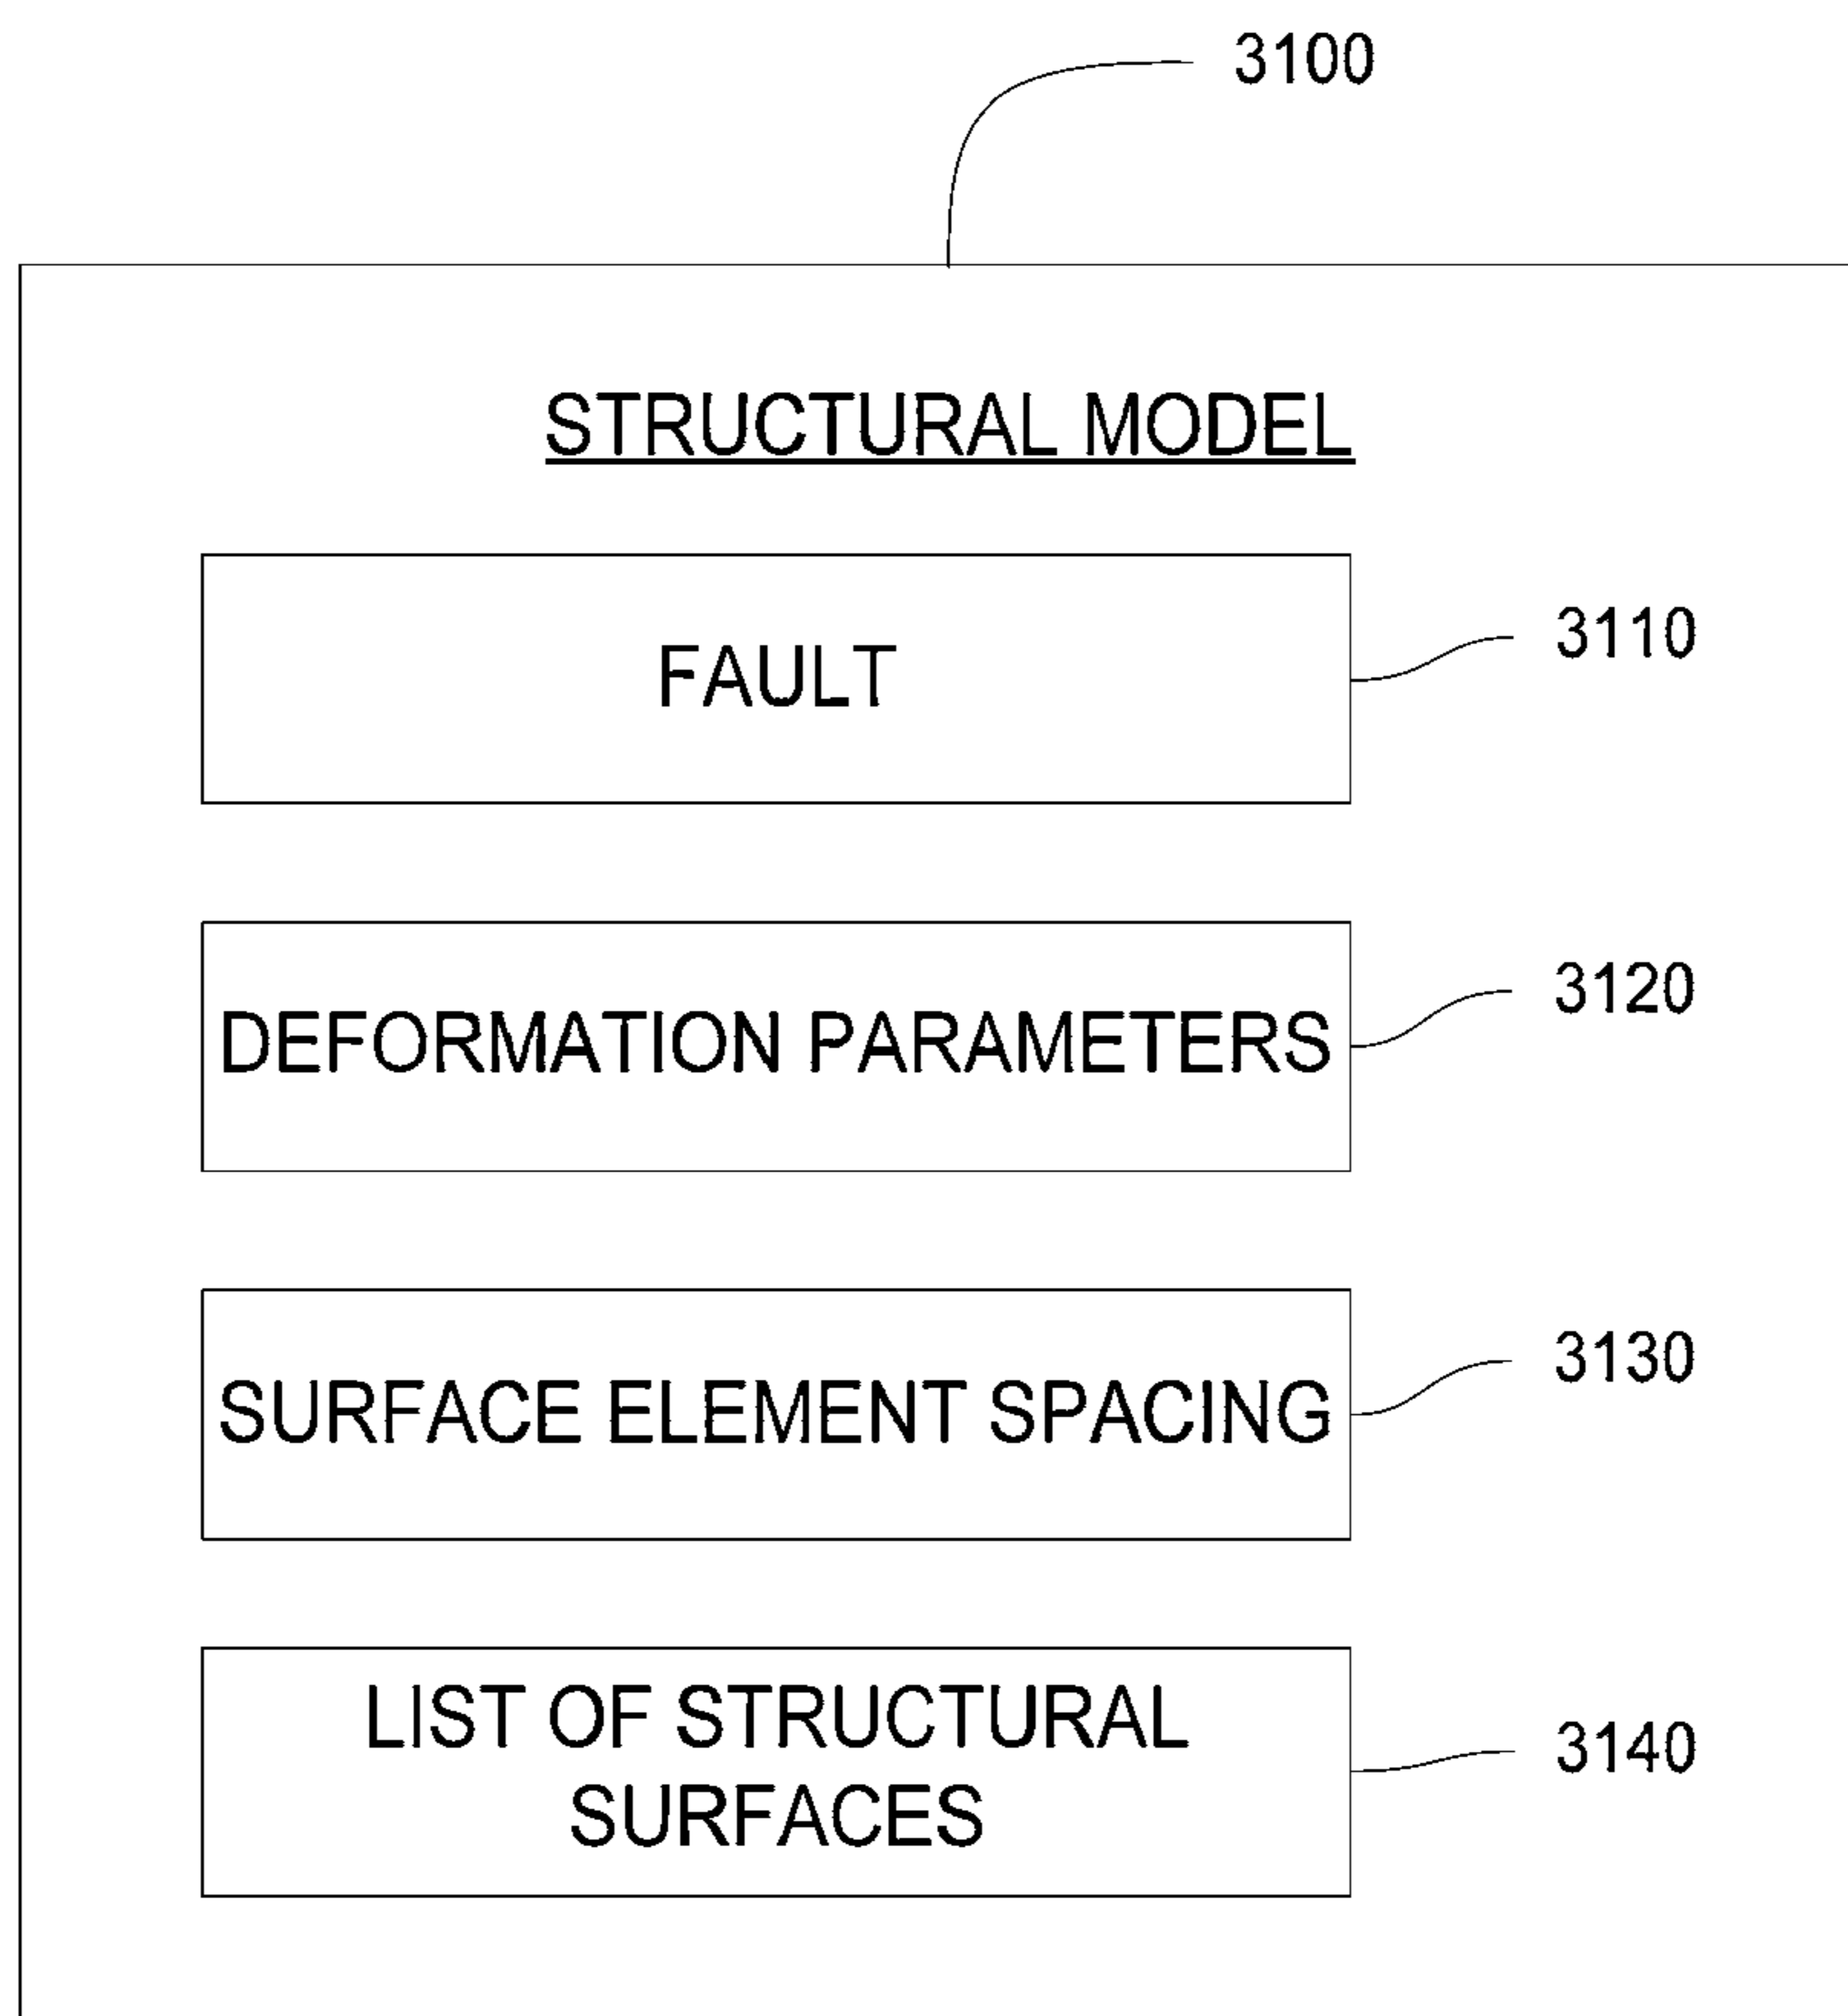 3100
STRUCTURAL MODEL
FAULT
3110
DEFORMATION PARAMETERS
3120
SURFACE ELEMENT SPACING
3130
LIST OF STRUCTURAL
SURFACES
3140